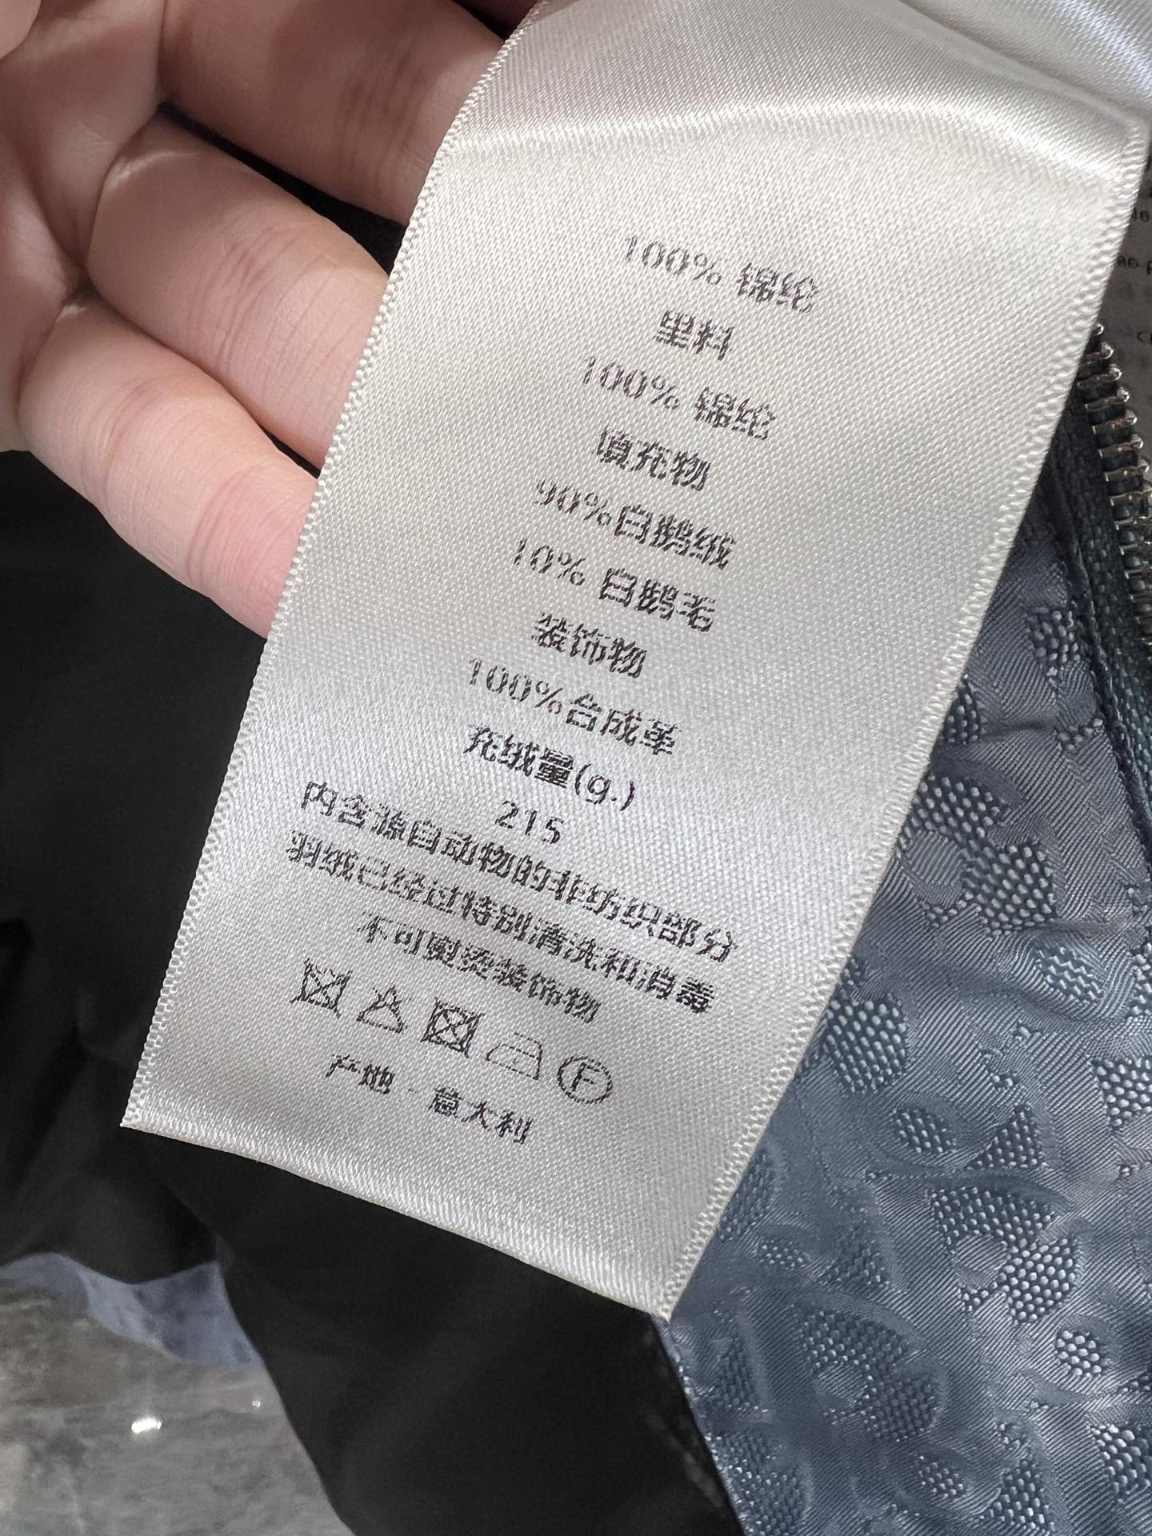 100% 锦纶
里料
100% 锦纶
填充物
90%白鹅绒
10% 白鹅毛
装饰物
100%合成革
充绒量(g.)
215
内含源自动物的非纺织部分
羽绒已经过特别清洗和消毒
不可熨烫装饰物
F
产地 意大利